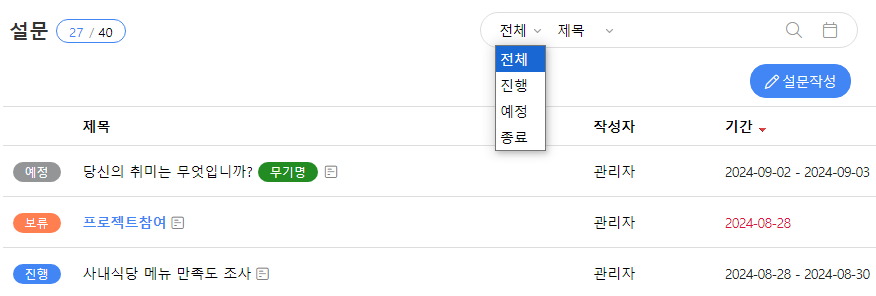 설문 27 / 40
전체 제목
전체
진행
예정
종료
설문작성
제목 작성자 기간
예정 당신의 취미는 무엇입니까? 무기명 관리자 2024-09-02 - 2024-09-03
보류 프로젝트참여 관리자 2024-08-28
진행 사내식당 메뉴 만족도 조사 관리자 2024-08-28 - 2024-08-30